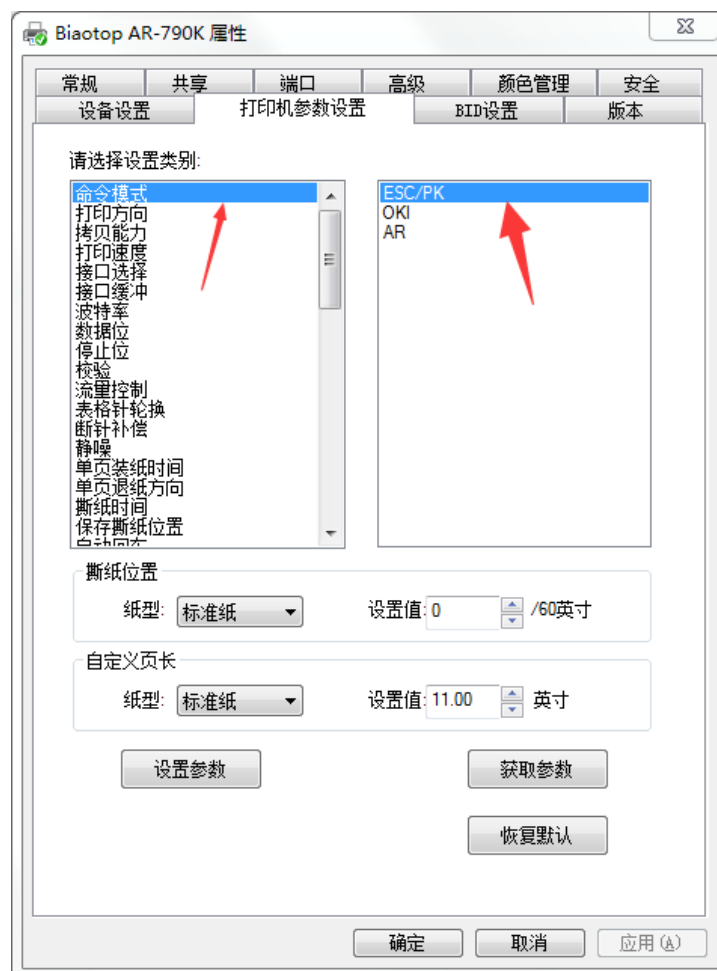 Biaotop AR-790K 属性
常规 共享 端口 高级 颜色管理 安全
设备设置 打印机参数设置 BID设置 版本
请选择设置类别:
命令模式
打印方向
拷贝能力
打印速度
接口选择
接口缓冲
波特率
数据位
停止位
校验
流量控制
表格针轮换
断针补偿
静噪
单页装纸时间
单页退纸方向
撕纸时间
保存撕纸位置
ESC/PK
OKI
AR
撕纸位置
纸型: 标准纸 设置值: 0 /60英寸
自定义页长
纸型: 标准纸 设置值: 11.00 英寸
设置参数 获取参数
恢复默认
确定 取消 应用(A)